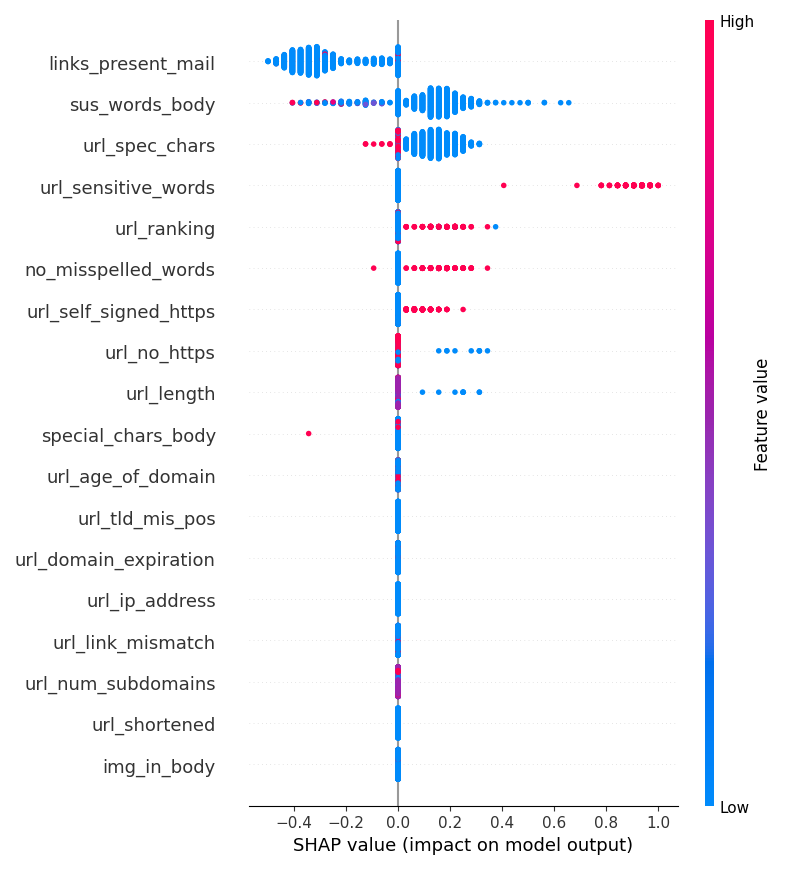 High
links_present_mail
sus_words_body
url_spec_chars
url_sensitive_words
url_ranking
no_misspelled_words
url_self_signed_https
url_no_https
url_length
special_chars_body
url_age_of_domain
url_tld_mis_pos
url_domain_expiration
url_ip_address
url_link_mismatch
url_num_subdomains
url_shortened
img_in_body
Feature value
Low
−0.4 −0.2 0.0 0.2 0.4 0.6 0.8 1.0
SHAP value (impact on model output)